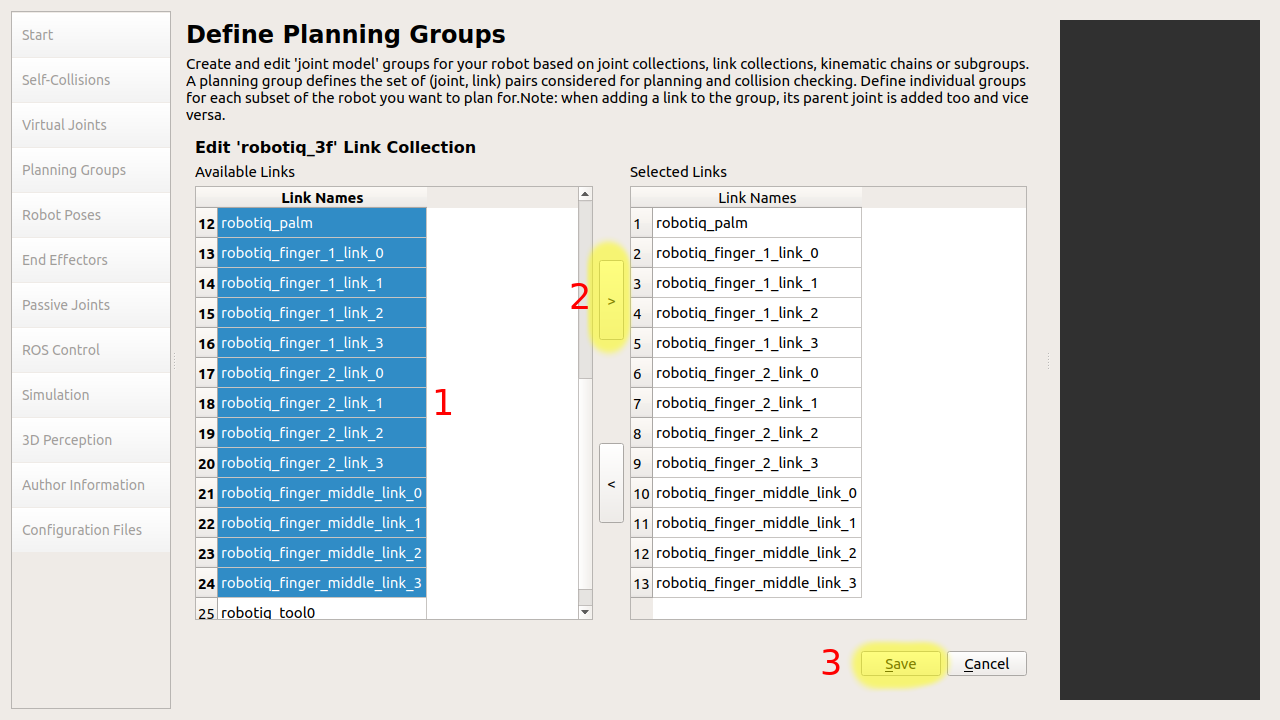 Start
Self-Collisions
Virtual Joints
Planning Groups
Robot Poses
End Effectors
Passive Joints
ROS Control
Simulation
3D Perception
Author Information
Configuration Files
Define Planning Groups
Create and edit 'joint model' groups for your robot based on joint collections, link collections, kinematic chains or subgroups.
A planning group defines the set of (joint, link) pairs considered for planning and collision checking. Define individual groups
for each subset of the robot you want to plan for.Note: when adding a link to the group, its parent joint is added too and vice
versa.
Edit 'robotiq_3f' Link Collection
Available Links
Link Names
12 robotiq_palm
13 robotiq_finger_1_link_0
14 robotiq_finger_1_link_1
15 robotiq_finger_1_link_2
16 robotiq_finger_1_link_3
17 robotiq_finger_2_link_0
18 robotiq_finger_2_link_1
19 robotiq_finger_2_link_2
20 robotiq_finger_2_link_3
21 robotiq_finger_middle_link_0
22 robotiq_finger_middle_link_1
23 robotiq_finger_middle_link_2
24 robotiq_finger_middle_link_3
25 robotiq_tool0
1
2
>
<
Selected Links
Link Names
1 robotiq_palm
2 robotiq_finger_1_link_0
3 robotiq_finger_1_link_1
4 robotiq_finger_1_link_2
5 robotiq_finger_1_link_3
6 robotiq_finger_2_link_0
7 robotiq_finger_2_link_1
8 robotiq_finger_2_link_2
9 robotiq_finger_2_link_3
10 robotiq_finger_middle_link_0
11 robotiq_finger_middle_link_1
12 robotiq_finger_middle_link_2
13 robotiq_finger_middle_link_3
3
Save
Cancel